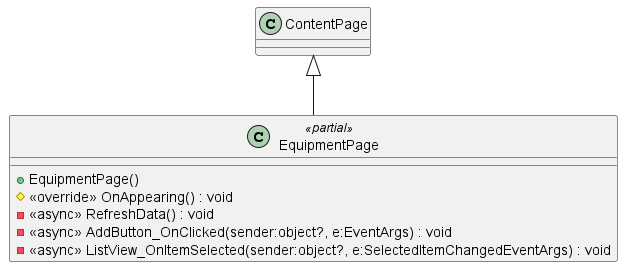 C ContentPage
«partial»
C EquipmentPage
EquipmentPage()
«override» OnAppearing() : void
«async» RefreshData() : void
«async» AddButton_OnClicked(sender:object?, e:EventArgs) : void
«async» ListView_OnItemSelected(sender:object?, e:SelectedItemChangedEventArgs) : void